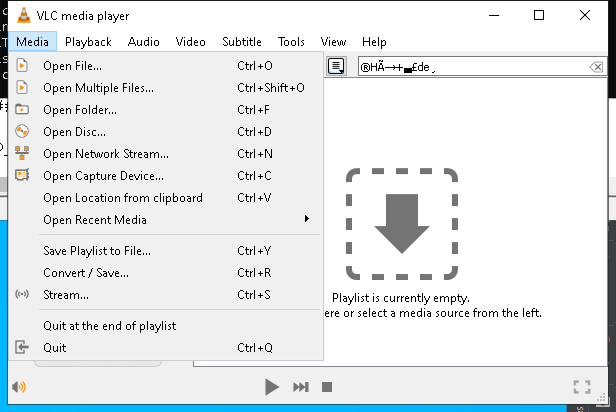 VLC media player
Media Playback Audio Video Subtitle Tools View Help
Open File... Ctrl+O
Open Multiple Files... Ctrl+Shift+O
Open Folder... Ctrl+F
Open Disc... Ctrl+D
Open Network Stream... Ctrl+N
Open Capture Device... Ctrl+C
Open Location from clipboard Ctrl+V
Open Recent Media
Save Playlist to File... Ctrl+Y
Convert / Save... Ctrl+R
Stream... Ctrl+S
Quit at the end of playlist
Quit Ctrl+Q
Playlist is currently empty.
ere or select a media source from the left.